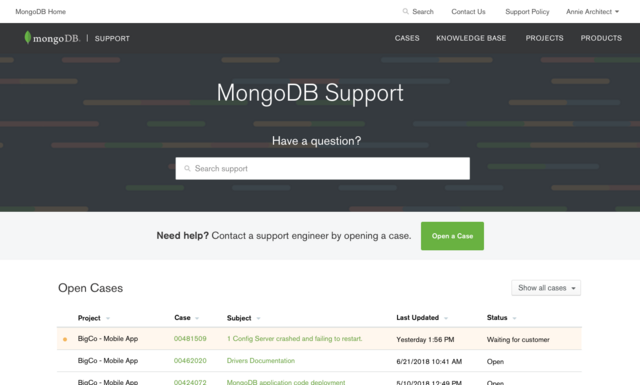 MongoDB Home Search Contact Us Support Policy Annie Architect
mongoDB. | SUPPORT CASES KNOWLEDGE BASE PROJECTS PRODUCTS
MongoDB Support
Have a question?
Search support
Need help? Contact a support engineer by opening a case. Open a Case
Open Cases Show all cases
Project Case Subject Last Updated Status
BigCo - Mobile App 00481509 1 Config Server crashed and failing to restart. Yesterday 1:56 PM Waiting for customer
BigCo - Mobile App 00462020 Drivers Documentation 6/21/2018 10:41 AM Open
BigCo - Mobile App 00424072 MongoDB application code deployment 5/10/2018 12:49 PM Open